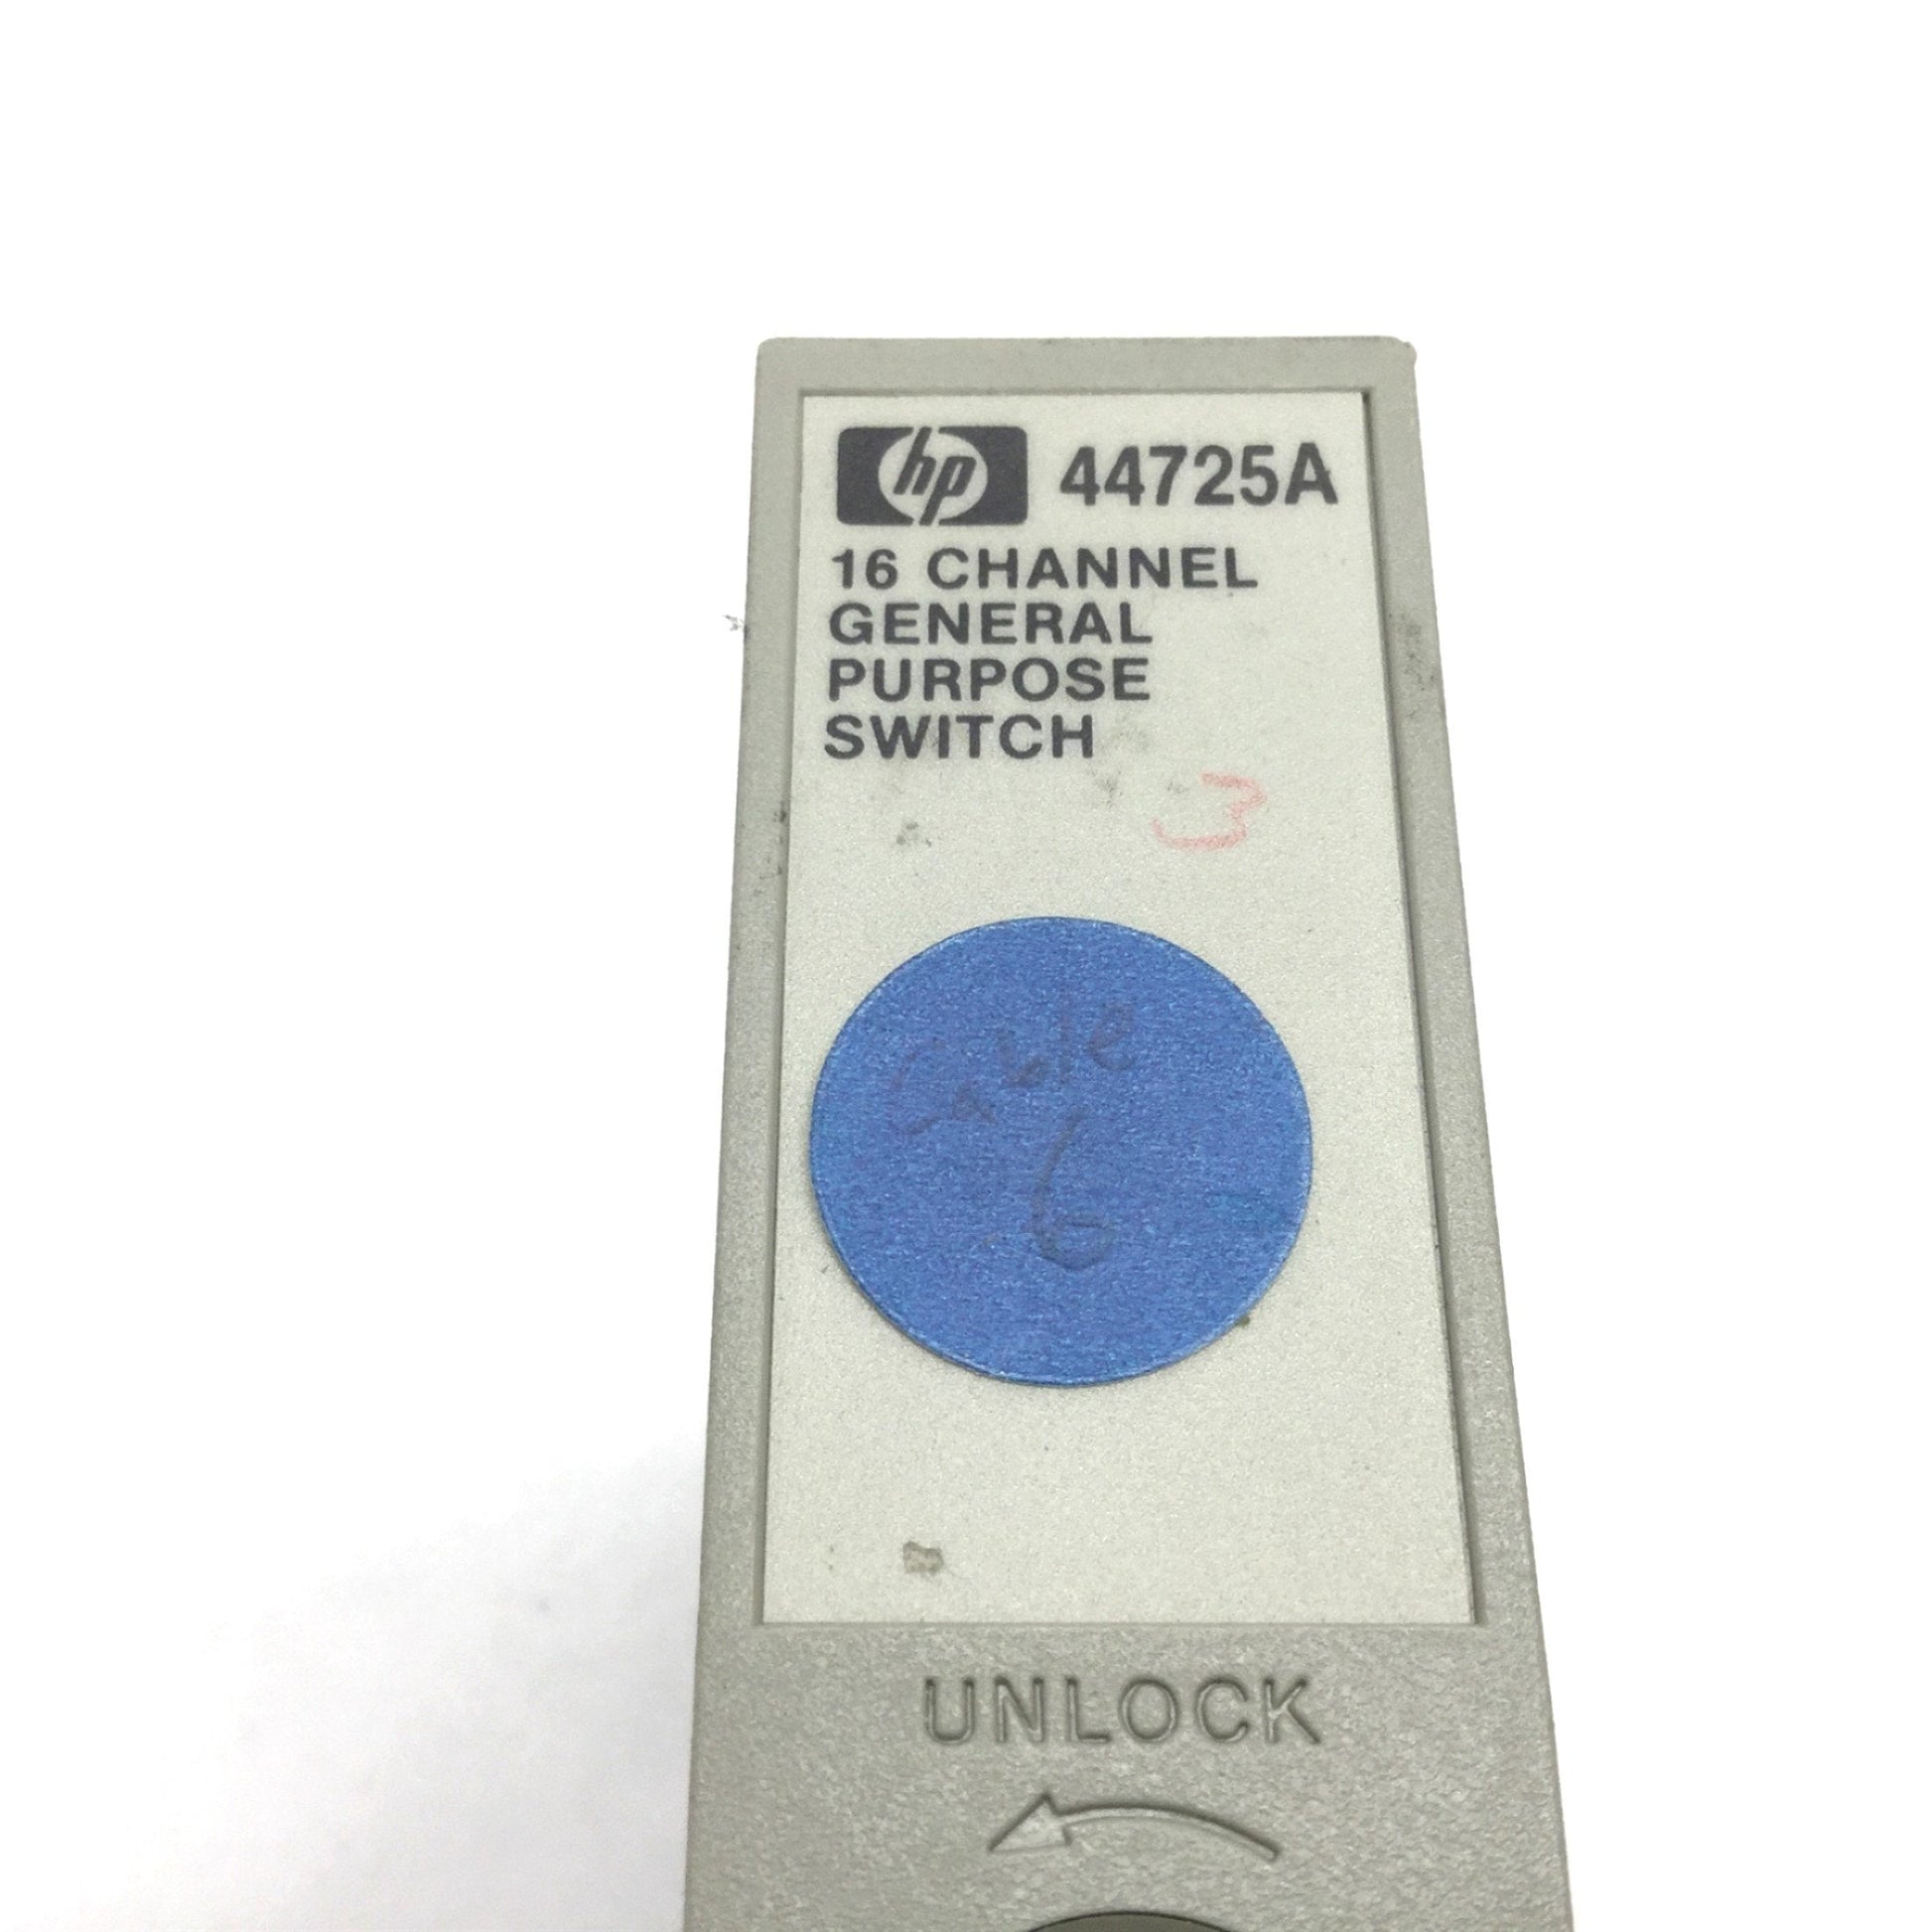 hp 44725A
16 CHANNEL
GENERAL
PURPOSE
SWITCH
3
Cable
6
UNLOCK